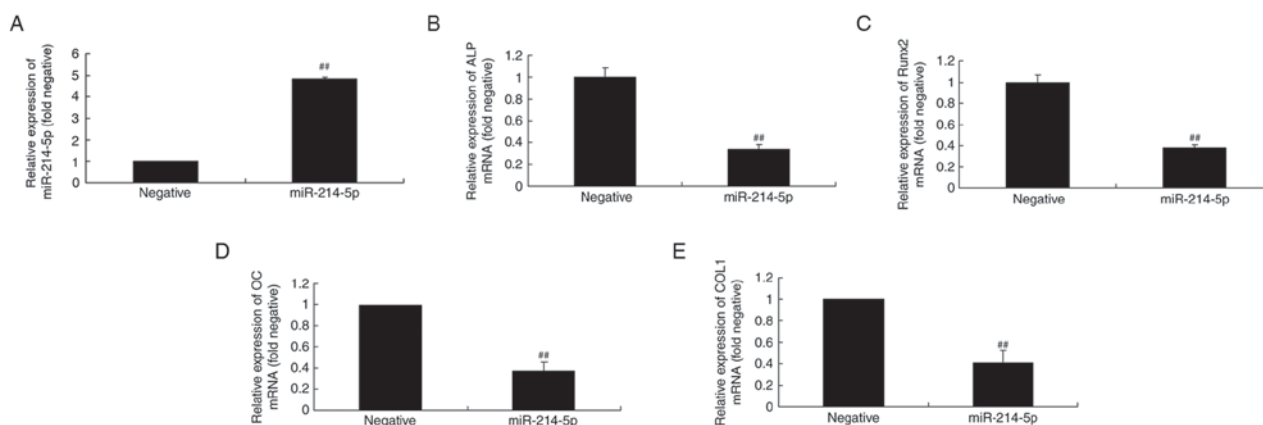 A
Relative expression of
miR-214-5p (fold negative)
6
5
4
3
2
1
0
##
Negative
miR-214-5p
B
Relative expression of ALP
mRNA (fold negative)
1.2
1
0.8
0.6
0.4
0.2
0
##
Negative
miR-214-5p
C
Relative expression of Runx2
mRNA (fold negative)
1.2
1
0.8
0.6
0.4
0.2
0
##
Negative
miR-214-5p
D
Relative expression of OC
mRNA (fold negative)
1.2
1
0.8
0.6
0.4
0.2
0
##
Negative
miR-214-5p
E
Relative expression of COL1
mRNA (fold negative)
1.2
1
0.8
0.6
0.4
0.2
0
##
Negative
miR-214-5p